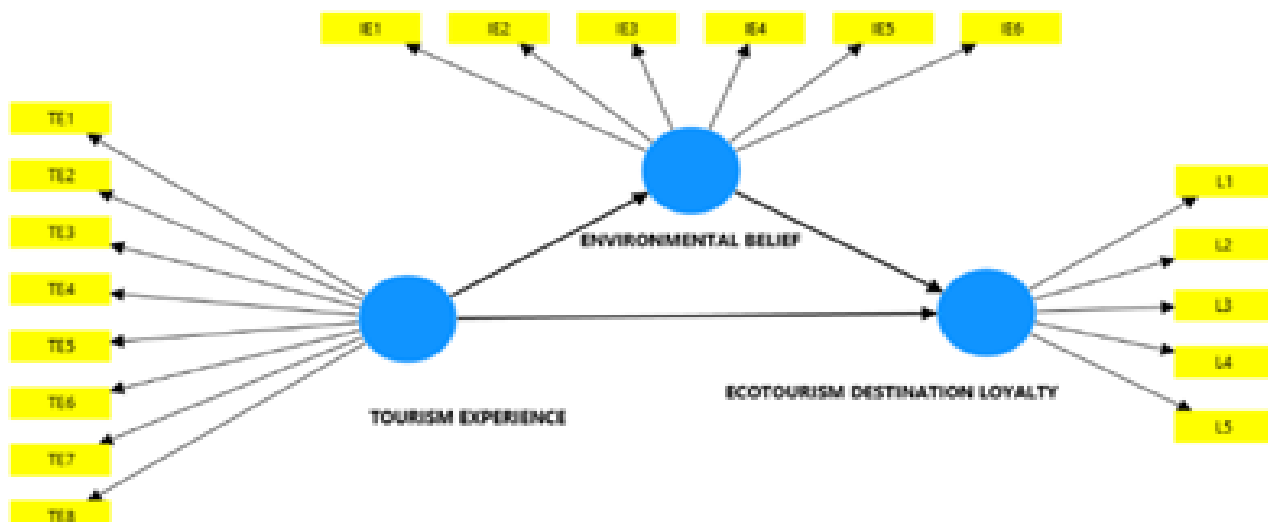 IE1
IE2
IE3
IE4
IE5
IE6
TE1
TE2
TE3
TE4
TE5
TE6
TE7
TE8
ENVIRONMENTAL BELIEF
TOURISM EXPERIENCE
ECOTOURISM DESTINATION LOYALTY
L1
L2
L3
L4
L5